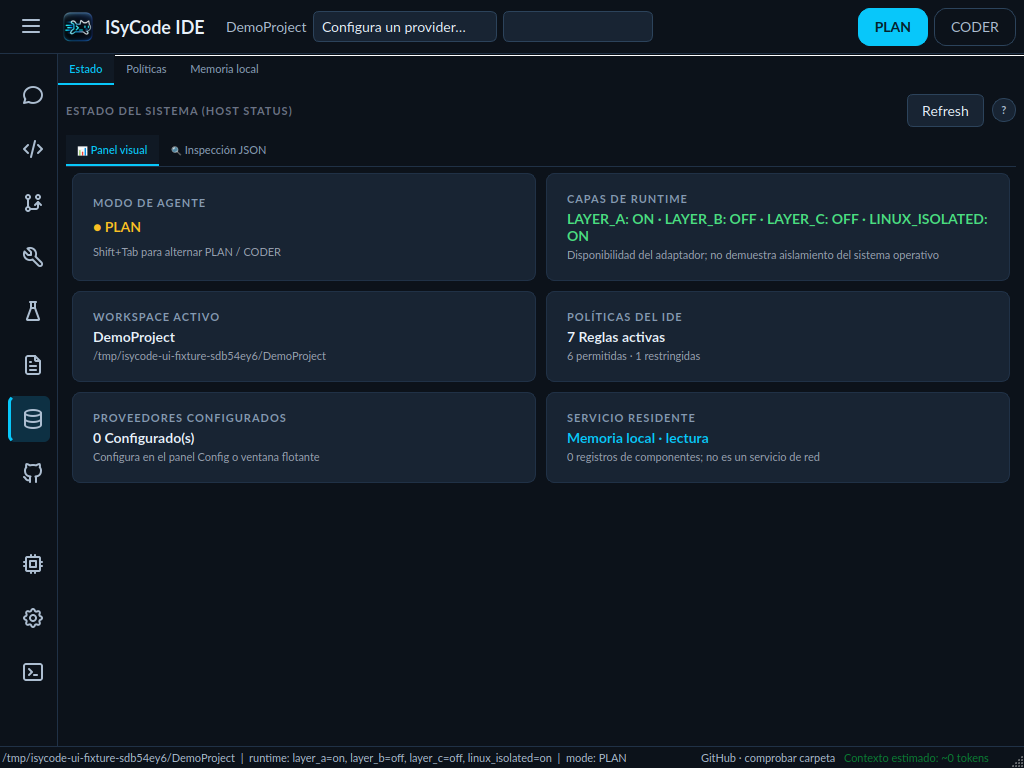 ISyCode IDE DemoProject Configura un provider... PLAN CODER
Estado Políticas Memoria local
ESTADO DEL SISTEMA (HOST STATUS) Refresh ?
Panel visual Inspección JSON
MODO DE AGENTE
● PLAN
Shift+Tab para alternar PLAN / CODER
CAPAS DE RUNTIME
LAYER_A: ON · LAYER_B: OFF · LAYER_C: OFF · LINUX_ISOLATED:
ON
Disponibilidad del adaptador; no demuestra aislamiento del sistema operativo
WORKSPACE ACTIVO
DemoProject
/tmp/isycode-ui-fixture-sdb54ey6/DemoProject
POLÍTICAS DEL IDE
7 Reglas activas
6 permitidas · 1 restringidas
PROVEEDORES CONFIGURADOS
0 Configurado(s)
Configura en el panel Config o ventana flotante
SERVICIO RESIDENTE
Memoria local · lectura
0 registros de componentes; no es un servicio de red
/tmp/isycode-ui-fixture-sdb54ey6/DemoProject | runtime: layer_a=on, layer_b=off, layer_c=off, linux_isolated=on | mode: PLAN GitHub · comprobar carpeta Contexto estimado: ~0 tokens